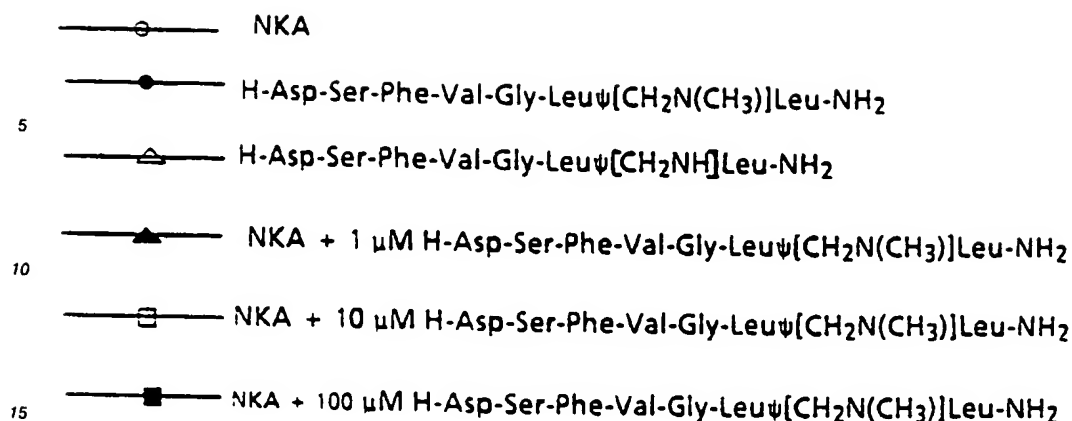 NKA
H-Asp-Ser-Phe-Val-Gly-Leuψ[CH2N(CH3)]Leu-NH2
5
H-Asp-Ser-Phe-Val-Gly-Leuψ[CH2NH]Leu-NH2
NKA + 1 μM H-Asp-Ser-Phe-Val-Gly-Leuψ[CH2N(CH3)]Leu-NH2
10
NKA + 10 μM H-Asp-Ser-Phe-Val-Gly-Leuψ[CH2N(CH3)]Leu-NH2
NKA + 100 μM H-Asp-Ser-Phe-Val-Gly-Leuψ[CH2N(CH3)]Leu-NH2
15